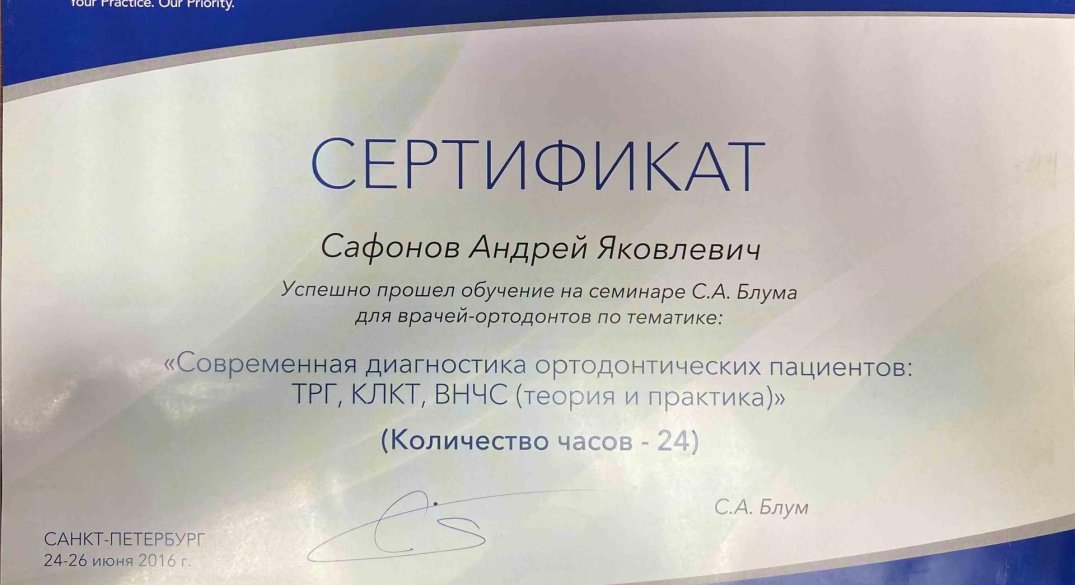 Your Practice. Our Priority.
СЕРТИФИКАТ
Сафонов Андрей Яковлевич
Успешно прошел обучение на семинаре С.А. Блума
для врачей-ортодонтов по тематике:
«Современная диагностика ортодонтических пациентов:
ТРГ, КЛКТ, ВНЧС (теория и практика)»
(Количество часов - 24)
С.А. Блум
САНКТ-ПЕТЕРБУРГ
24-26 июня 2016 г.